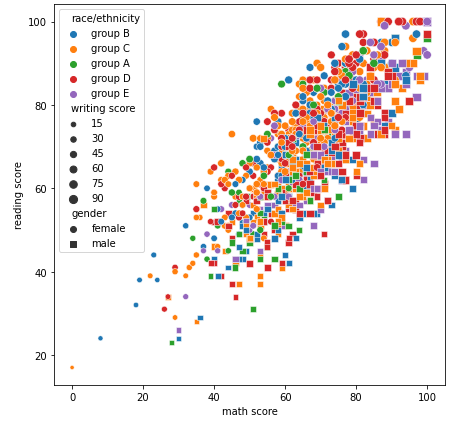 race/ethnicity
group B
group C
group A
group D
group E
writing score
15
30
45
60
75
90
gender
female
male
100
80
60
40
20
reading score
0
20
40
60
80
100
math score